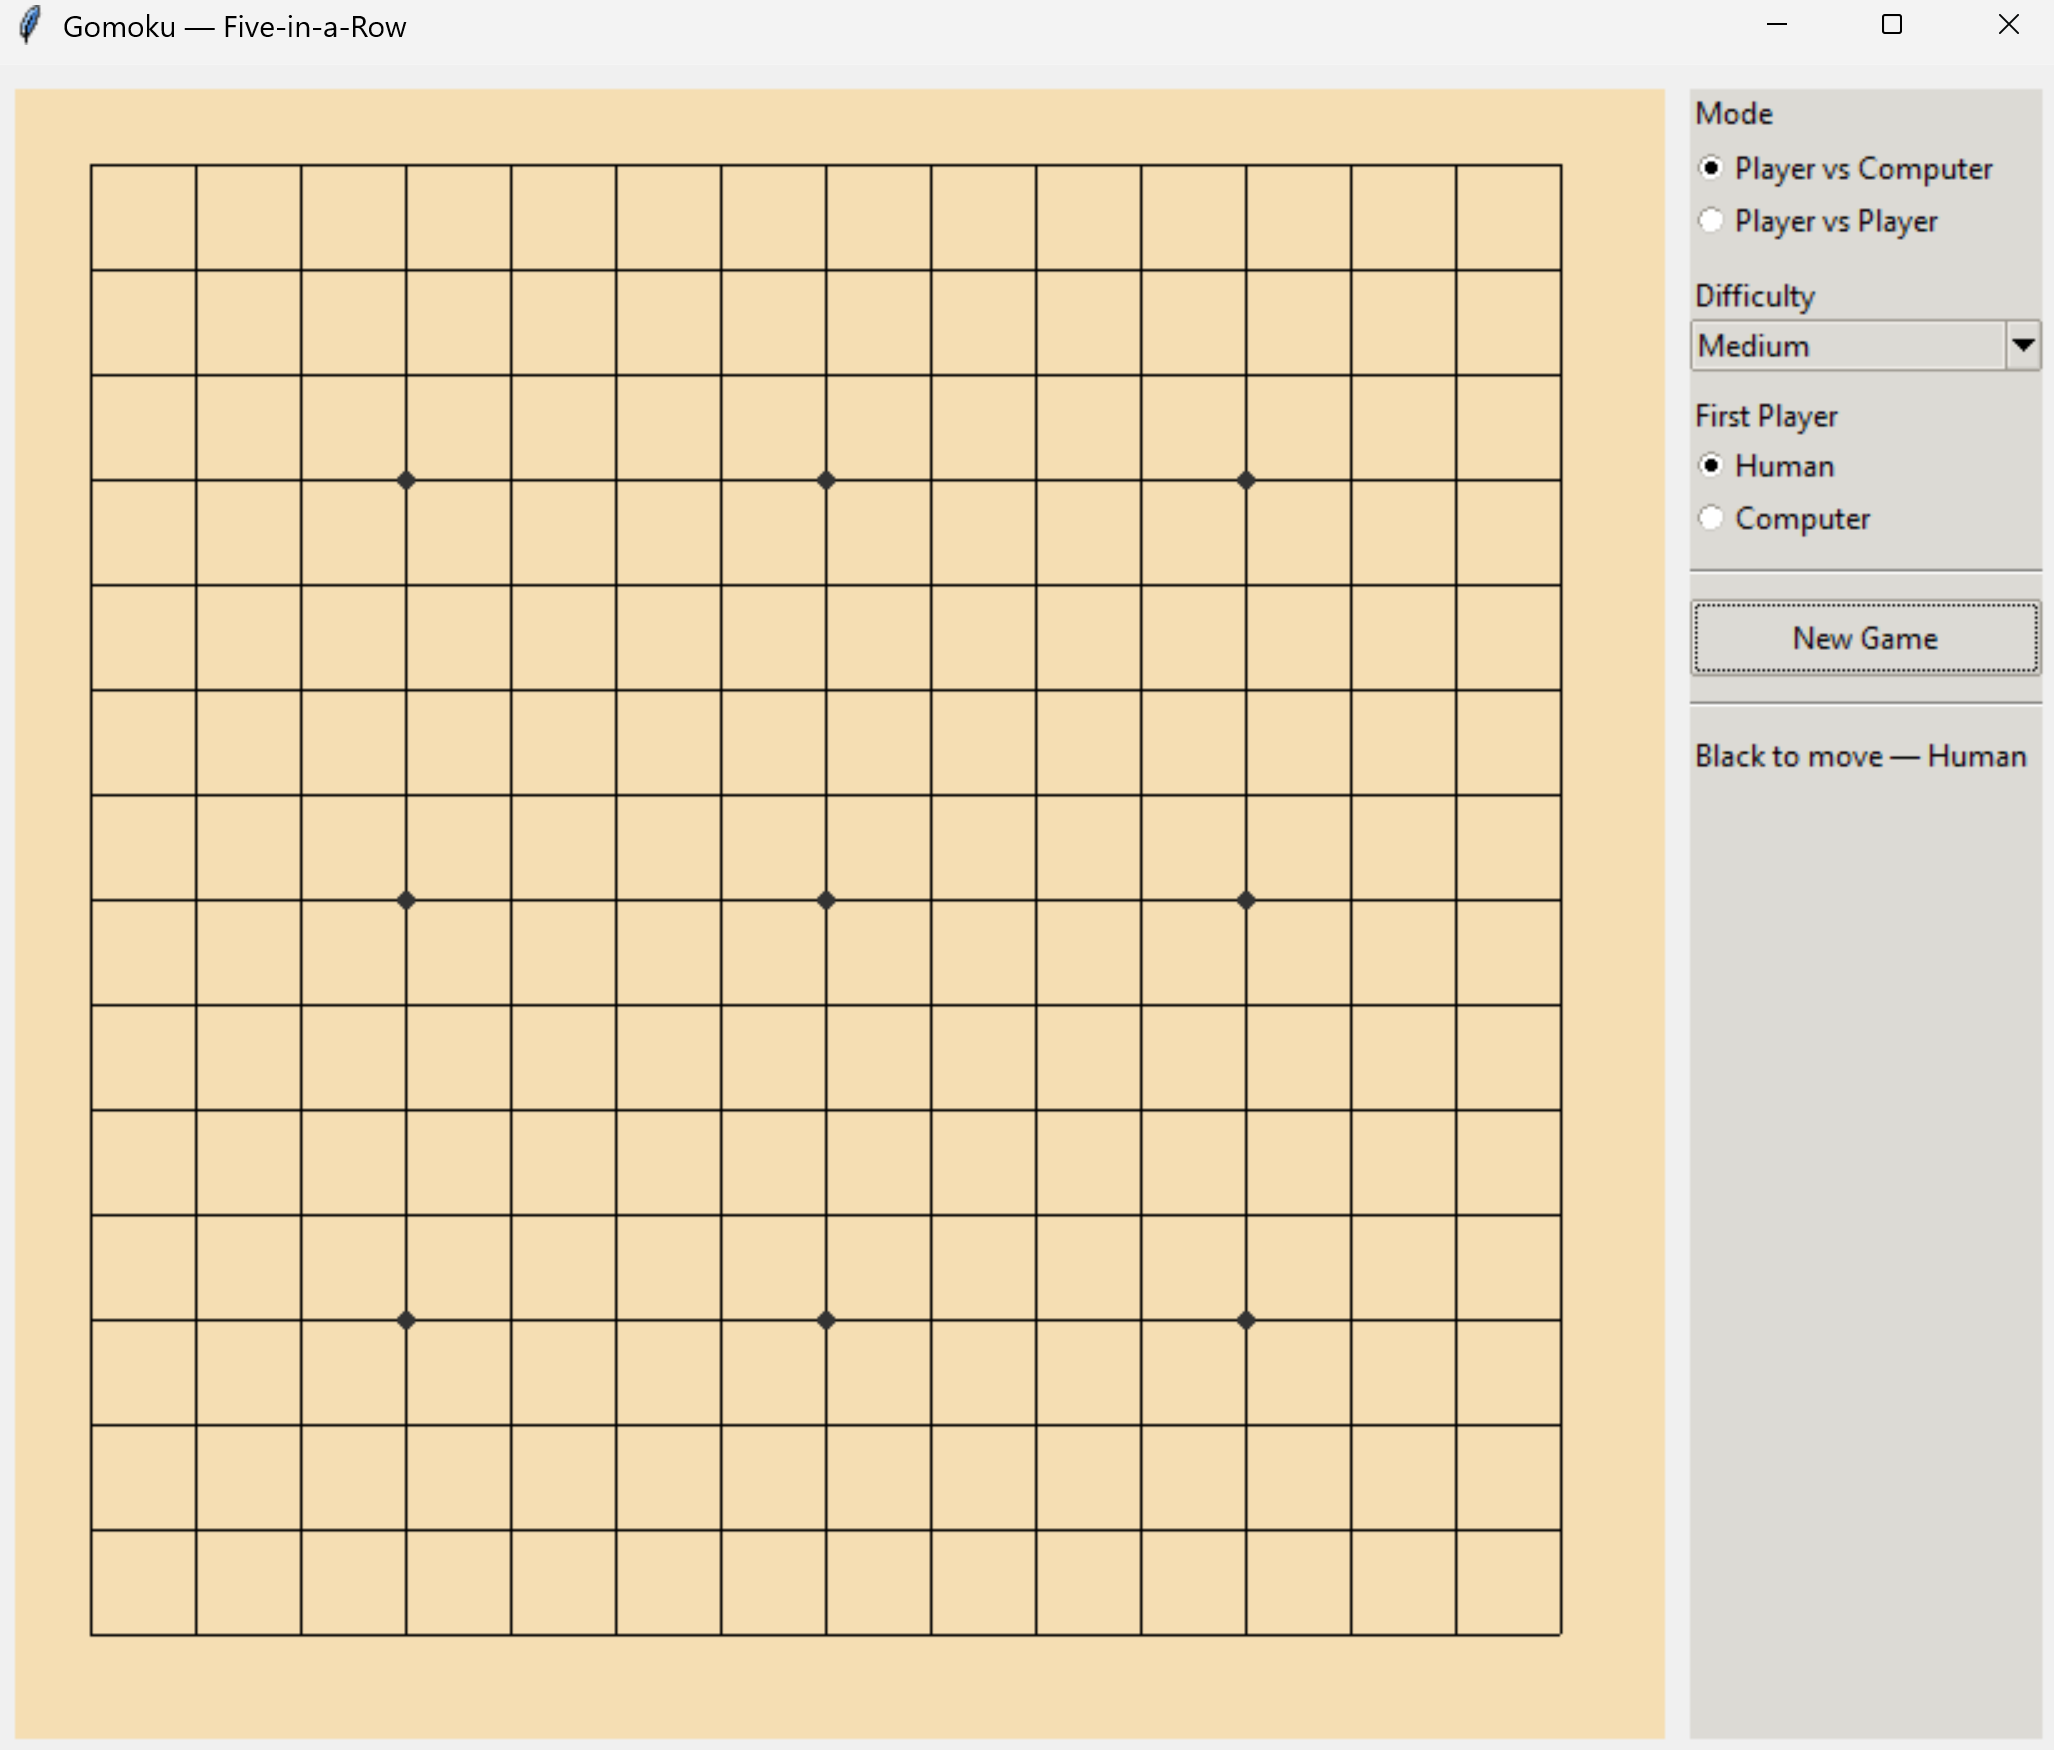 Gomoku — Five-in-a-Row
Mode
Player vs Computer
Player vs Player
Difficulty
Medium
First Player
Human
Computer
New Game
Black to move — Human